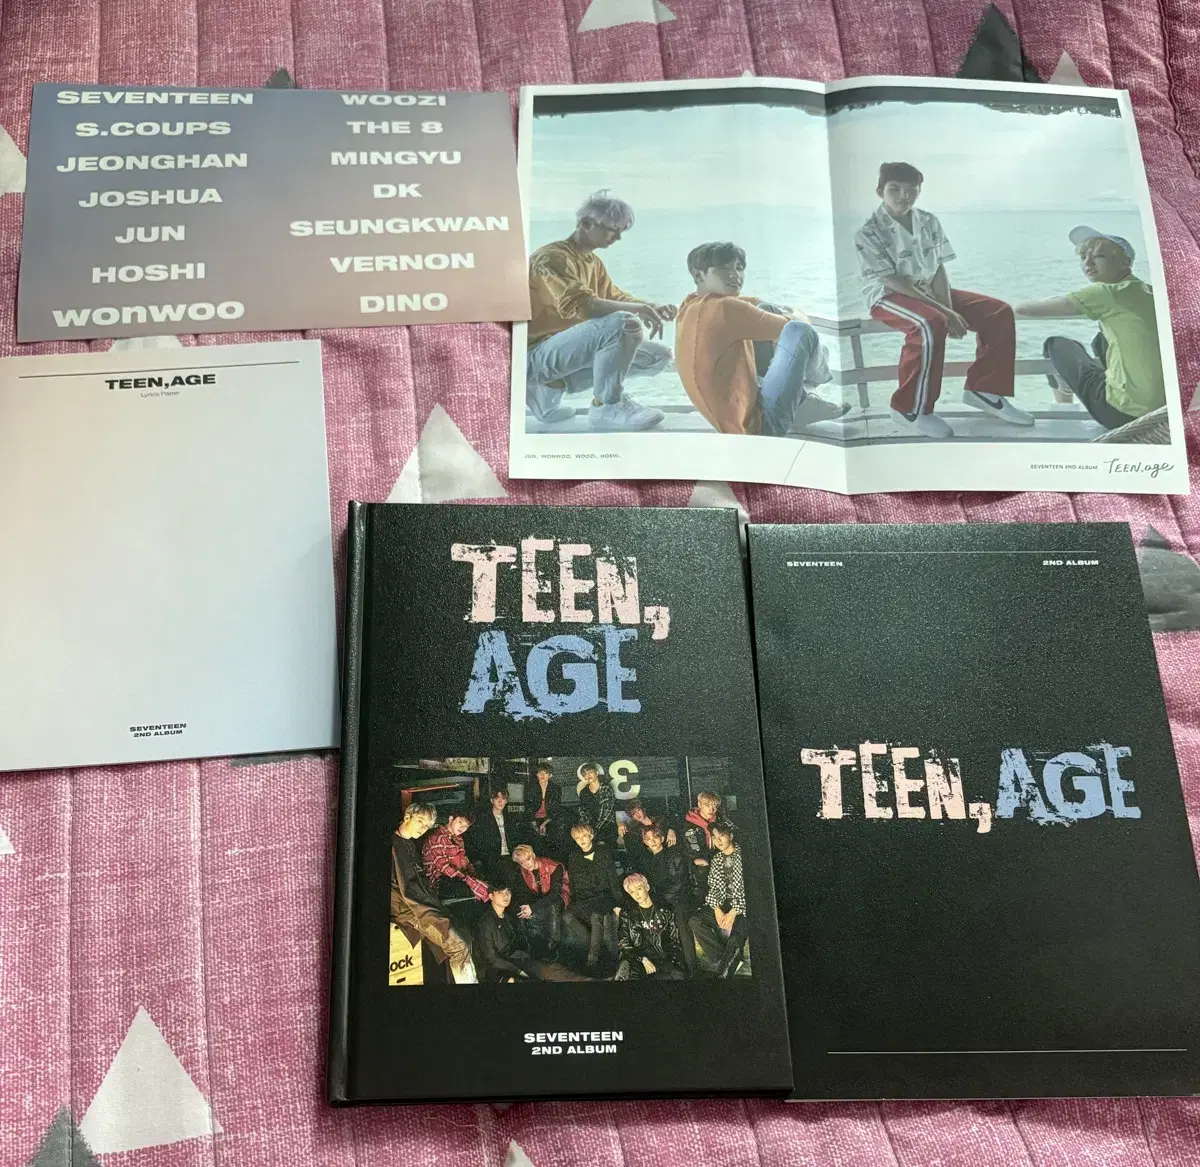 SEVENTEEN
S.COUPS
JEONGHAN
JOSHUA
JUN
HOSHI
WONWOO
WOOZI
THE 8
MINGYU
DK
SEUNGKWAN
VERNON
DINO
JUN. WONWOO. WOOZI. HOSHI.
SEVENTEEN 2ND ALBUM TEEN,age
TEEN,AGE
Lyrics Paper
SEVENTEEN
2ND ALBUM
TEEN,
AGE
33
ock
SEVENTEEN
2ND ALBUM
SEVENTEEN 2ND ALBUM
TEEN,AGE